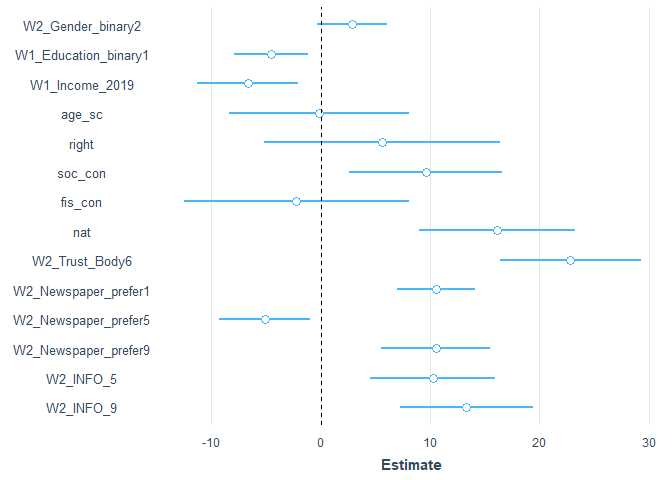 W2_Gender_binary2
W1_Education_binary1
W1_Income_2019
age_sc
right
soc_con
fis_con
nat
W2_Trust_Body6
W2_Newspaper_prefer1
W2_Newspaper_prefer5
W2_Newspaper_prefer9
W2_INFO_5
W2_INFO_9
-10 0 10 20 30
Estimate